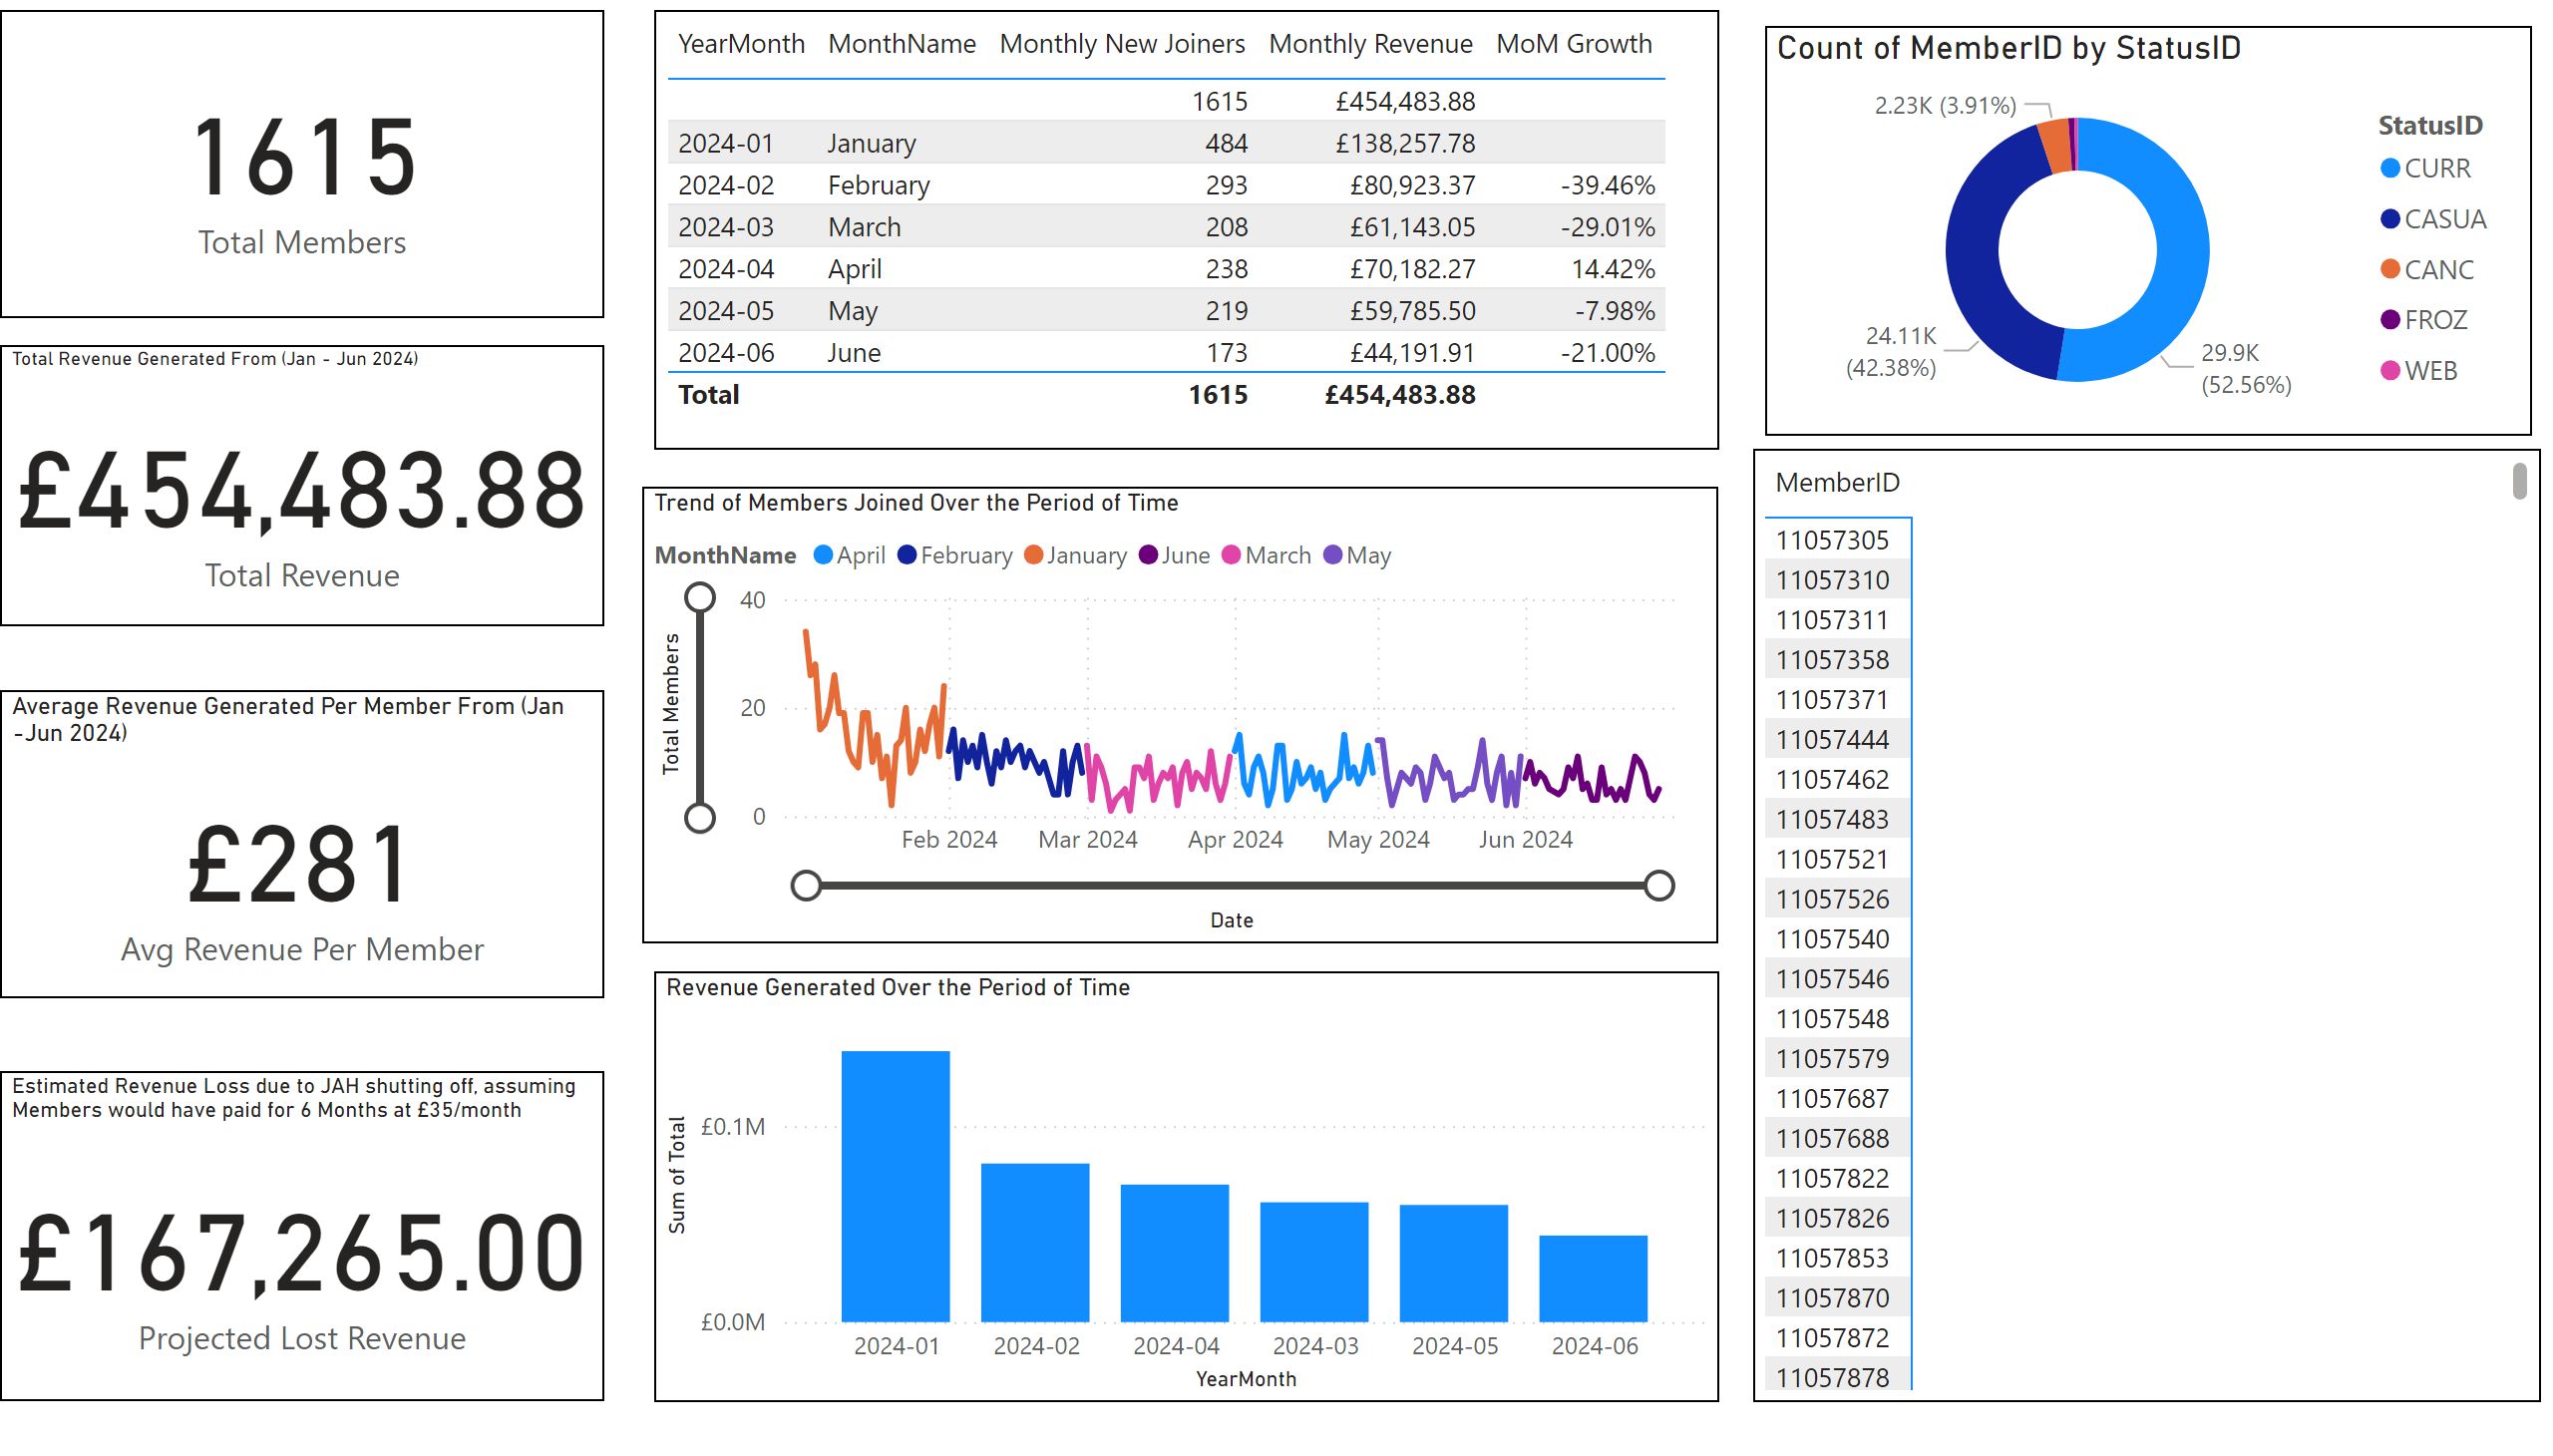 1615
Total Members
Total Revenue Generated From (Jan - Jun 2024)
£454,483.88
Total Revenue
Average Revenue Generated Per Member From (Jan
-Jun 2024)
£281
Avg Revenue Per Member
Estimated Revenue Loss due to JAH shutting off, assuming
Members would have paid for 6 Months at £35/month
£167,265.00
Projected Lost Revenue
YearMonth MonthName Monthly New Joiners Monthly Revenue MoM Growth
1615 £454,483.88
2024-01 January 484 £138,257.78
2024-02 February 293 £80,923.37 -39.46%
2024-03 March 208 £61,143.05 -29.01%
2024-04 April 238 £70,182.27 14.42%
2024-05 May 219 £59,785.50 -7.98%
2024-06 June 173 £44,191.91 -21.00%
Total 1615 £454,483.88
Trend of Members Joined Over the Period of Time
MonthName April February January June March May
Total Members
40
20
0
Feb 2024 Mar 2024 Apr 2024 May 2024 Jun 2024
Date
Revenue Generated Over the Period of Time
Sum of Total
£0.1M
£0.0M
2024-01 2024-02 2024-04 2024-03 2024-05 2024-06
YearMonth
Count of MemberID by StatusID
2.23K (3.91%)
24.11K
(42.38%)
29.9K
(52.56%)
StatusID
CURR
CASUA
CANC
FROZ
WEB
MemberID
11057305
11057310
11057311
11057358
11057371
11057444
11057462
11057483
11057521
11057526
11057540
11057546
11057548
11057579
11057687
11057688
11057822
11057826
11057853
11057870
11057872
11057878